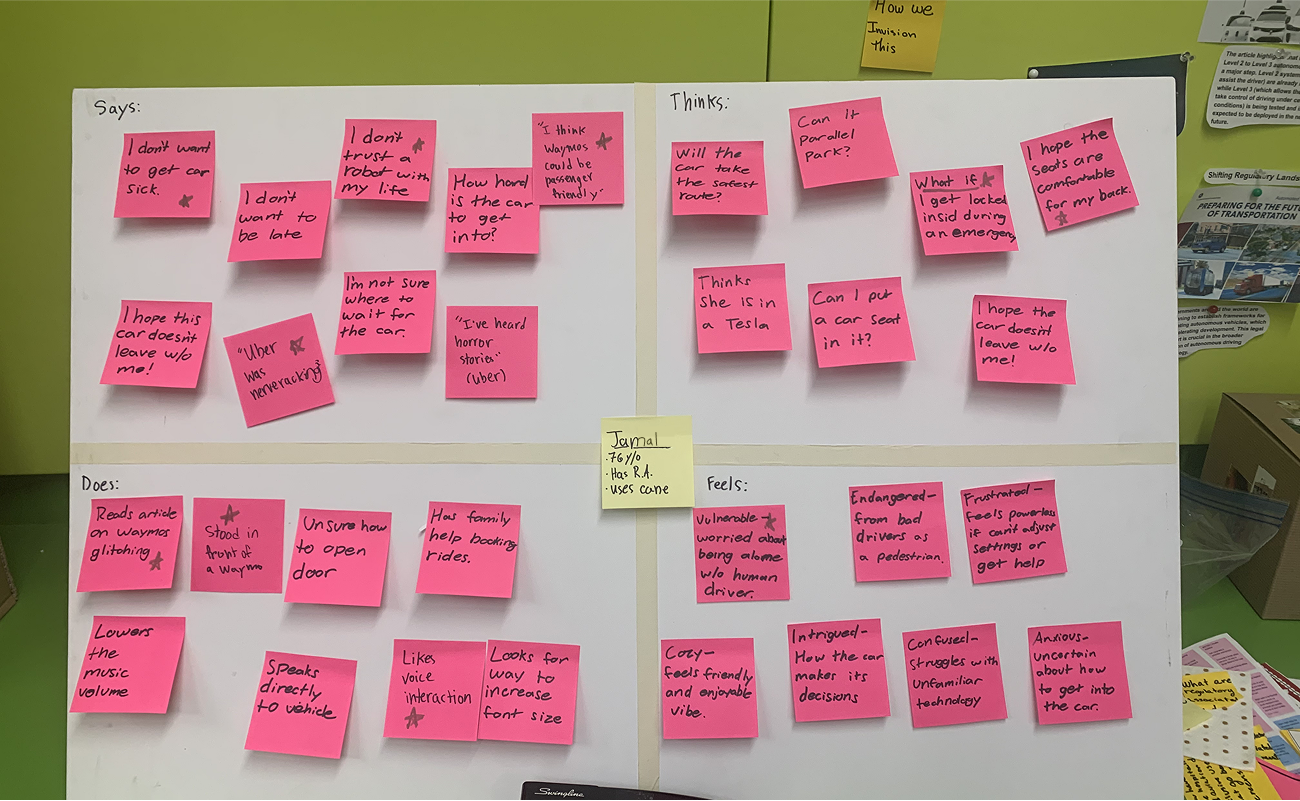 How we
Invision
this
Says:
I don't want
to get car
sick.
I don't
want to
be late
I don't
trust a
robot with
my life
How hard
is the car
to get
into?
"I think
Waymos
could be
passenger
friendly"
I hope this
car doesn't
leave w/o
me!
"Uber
was
nerveracking"
I'm not sure
where to
wait for
the car.
"I've heard
horror
stories"
(uber)
Thinks:
Will the
car take
the safest
route?
Can it
parallel
Park?
What if
I get locked
insid during
an emergency
I hope the
seats are
comfortable
for my back.
Thinks
She is in
a Tesla
Can I put
a car seat
in it?
I hope the
car doesn't
leave w/o
me!
Jamal
·76 y/o
·Has R.A.
·uses cane
Does:
Reads article
on waymos
glitching
Stood in
front of
a waymo
Unsure how
to open
door
Has family
help booking
rides.
Lowers
the
music
volume
Speaks
directly
to vehicle
Likes
voice
interaction
Looks for
way to
increase
font size
Feels:
Vulnerable-
worried about
being alone
w/o human
driver.
Endangered-
from bad
drivers as
a pedestrian.
Frustrated-
feels powerless
if can't adjust
settings or
get help
Cozy-
feels friendly
and enjoyable
vibe.
Intrigued-
How the car
makes its
decisions
Confused-
struggles with
unfamiliar
technology
Anxious-
uncertain
about how
to get into
the car.
The article highlig
Level 2 to Level 3 autonomo
a major step. Level 2 system
assist the driver) are already
while Level 3 (which allows the
take control of driving under ce
conditions) is being tested and i
expected to be deployed in the n
future.
Shifting Regulatory Lands
PREPARING FOR THE FUTU
OF TRANSPORTATION
the world are
to establish frameworks for
autonomous vehicles, which
development. This legal
is crucial in the broader
of autonomous driving
What are
regulatory
Swingline